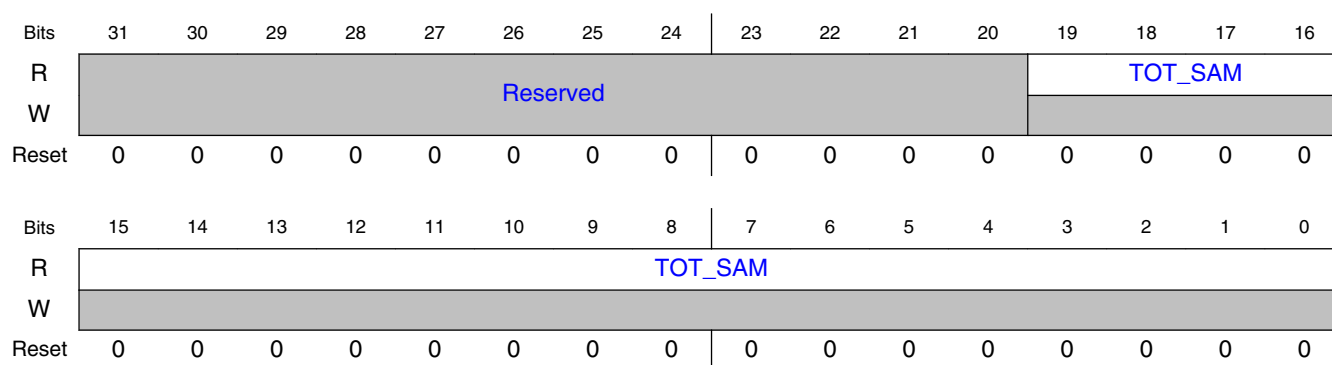 Bits 31 30 29 28 27 26 25 24 23 22 21 20 19 18 17 16
R Reserved TOT_SAM
W
Reset 0 0 0 0 0 0 0 0 0 0 0 0 0 0 0 0
Bits 15 14 13 12 11 10 9 8 7 6 5 4 3 2 1 0
R TOT_SAM
W
Reset 0 0 0 0 0 0 0 0 0 0 0 0 0 0 0 0